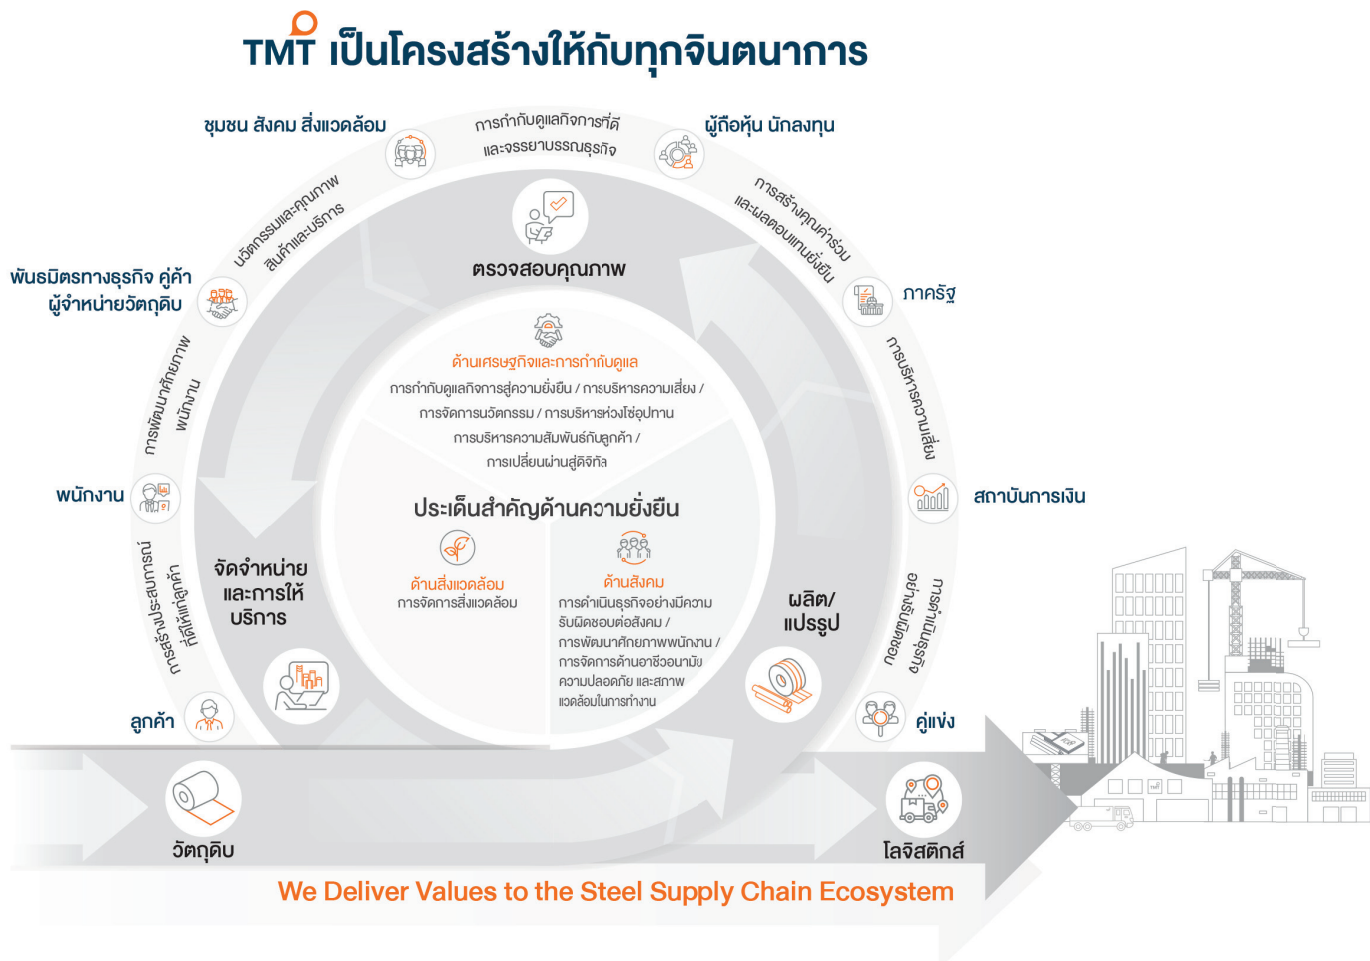 TMT เป็นโครงสร้างให้กับทุกจินตนาการ
ชุมชน สังคม สิ่งแวดล้อม
การกำกับดูแลกิจการที่ดี
และจรรยาบรรณธุรกิจ
ผู้ถือหุ้น นักลงทุน
นวัตกรรมและคุณภาพ
สินค้าและบริการ
การสร้างคุณค่าร่วม
และผลตอบแทนยั่งยืน
ตรวจสอบคุณภาพ
พันธมิตรทางธุรกิจ คู่ค้า
ผู้จำหน่ายวัตถุดิบ
ภาครัฐ
การพัฒนาศักยภาพ
พนักงาน
การบริหารความเสี่ยง
ด้านเศรษฐกิจและการกำกับดูแล
การกำกับดูแลกิจการสู่ความยั่งยืน / การบริหารความเสี่ยง /
การจัดการนวัตกรรม / การบริหารห่วงโซ่อุปทาน
การบริหารความสัมพันธ์กับลูกค้า /
การเปลี่ยนผ่านสู่ดิจิทัล
พนักงาน
สถาบันการเงิน
ประเด็นสำคัญด้านความยั่งยืน
การสร้างประสบการณ์
ที่ดีให้แก่ลูกค้า
จัดจำหน่าย
และการให้
บริการ
ด้านสิ่งแวดล้อม
การจัดการสิ่งแวดล้อม
ด้านสังคม
การดำเนินธุรกิจอย่างมีความ
รับผิดชอบต่อสังคม /
การพัฒนาศักยภาพพนักงาน /
การจัดการด้านอาชีวอนามัย
ความปลอดภัย และสภาพ
แวดล้อมในการทำงาน
ผลิต/
แปรรูป
การดำเนินธุรกิจ
อย่างรับผิดชอบ
ลูกค้า
คู่แข่ง
วัตถุดิบ
โลจิสติกส์
TMT
We Deliver Values to the Steel Supply Chain Ecosystem